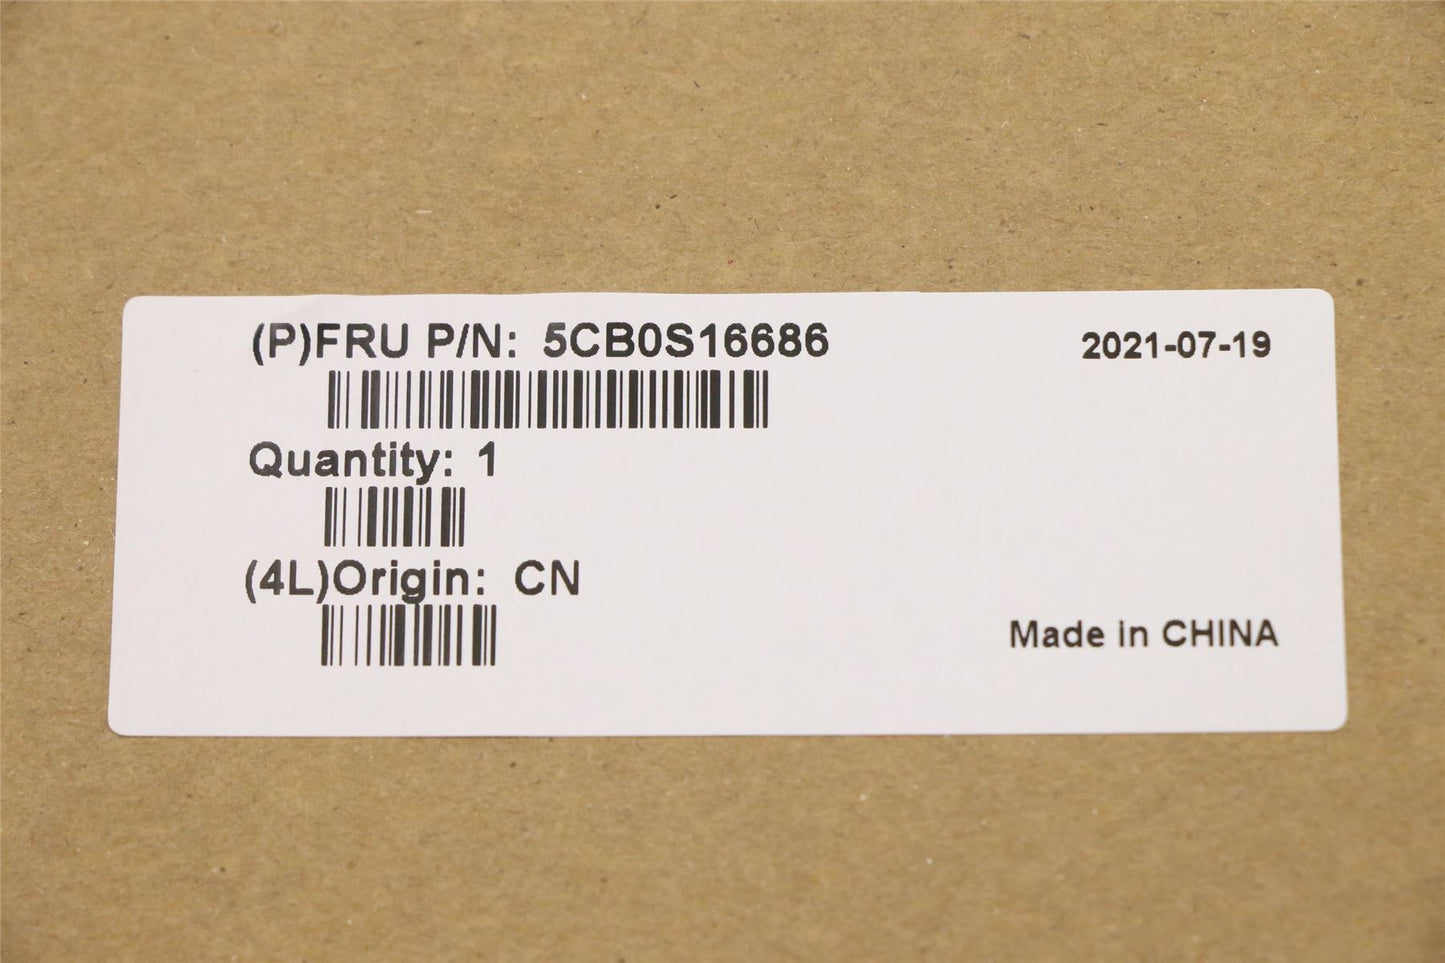 (P)FRU P/N: 5CB0S16686
2021-07-19
Quantity: 1
(4L)Origin: CN
Made in CHINA